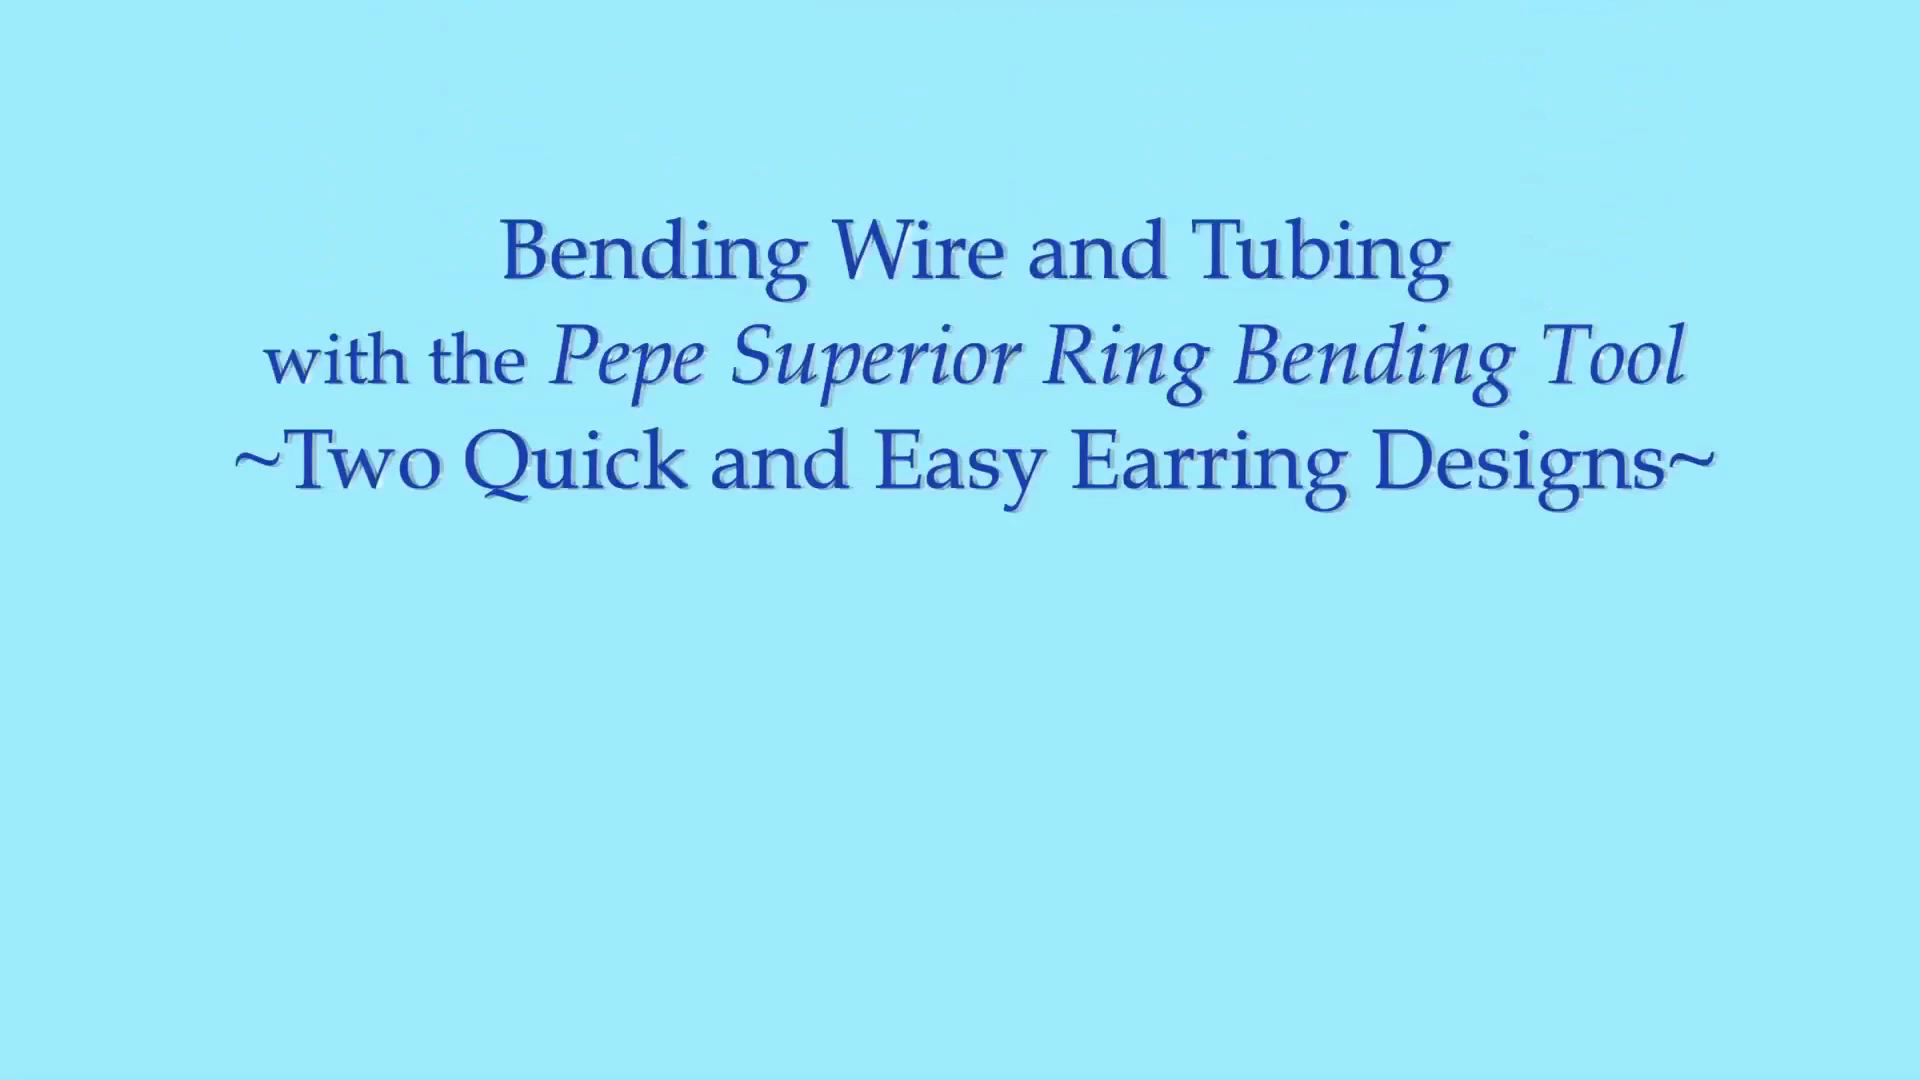 Bending Wire and Tubing
with the Pepe Superior Ring Bending Tool
~Two Quick and Easy Earring Designs~